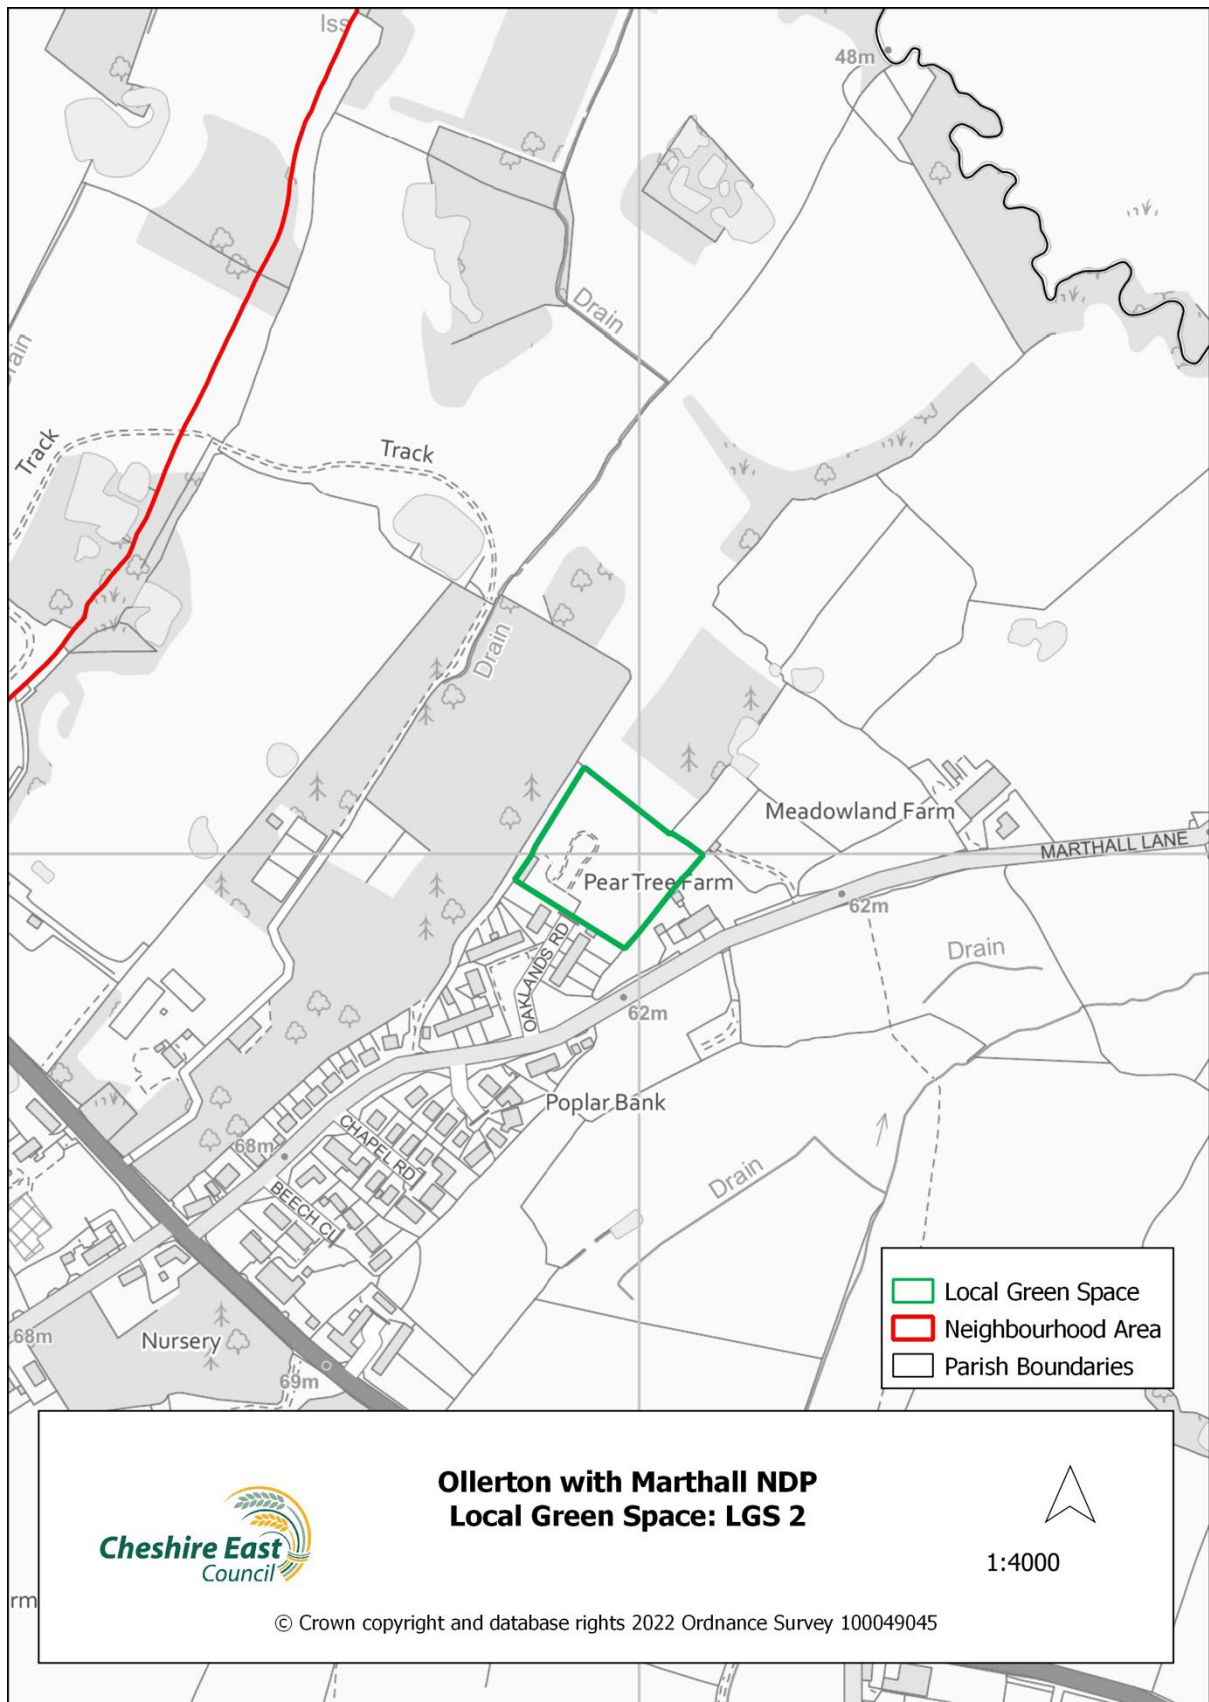 Iss
48m
Drain
rain
Track
Track
Drain
Meadowland Farm
MARTHALL LANE
Pear Tree Farm
62m
OAKLANDS RD
Drain
62m
Poplar Bank
CHAPEL RD
68m
Drain
BEECH CL
68m
Nursery
69m
Local Green Space
Neighbourhood Area
Parish Boundaries
Ollerton with Marthall NDP
Local Green Space: LGS 2
Cheshire East
Council
1:4000
rm
© Crown copyright and database rights 2022 Ordnance Survey 100049045